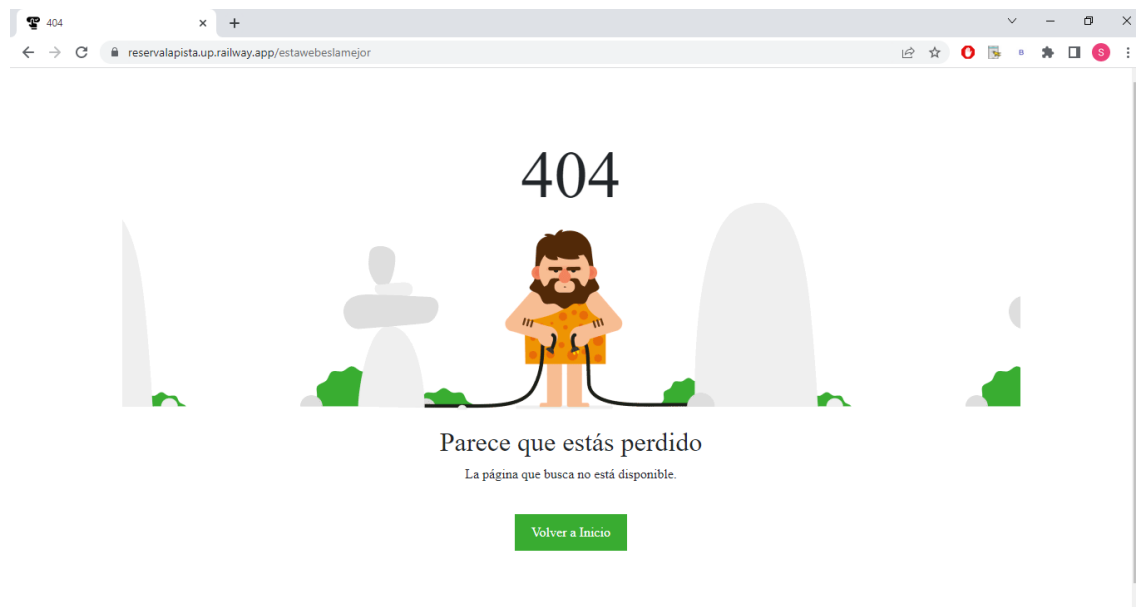 404
reservalapista.up.railway.app/estawebeslamejor
B
S
404
Parece que estás perdido
La página que busca no está disponible.
Volver a Inicio